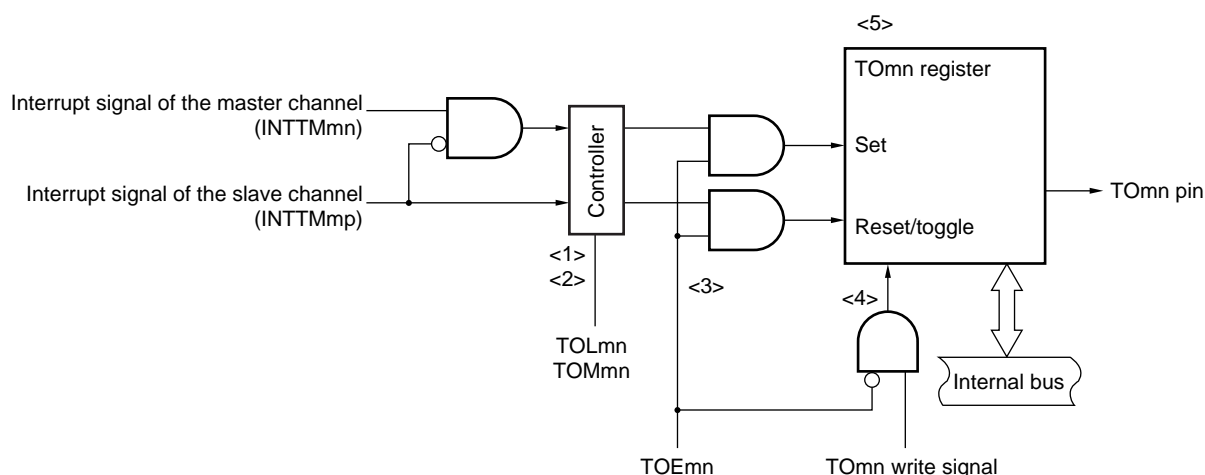 <5>
TOmn register
Interrupt signal of the master channel
(INTTMmn)
Controller
Set
Interrupt signal of the slave channel
(INTTMmp)
TOmn pin
Reset/toggle
<1>
<2>
<3>
<4>
TOLmn
TOMmn
Internal bus
TOEmn
TOmn write signal